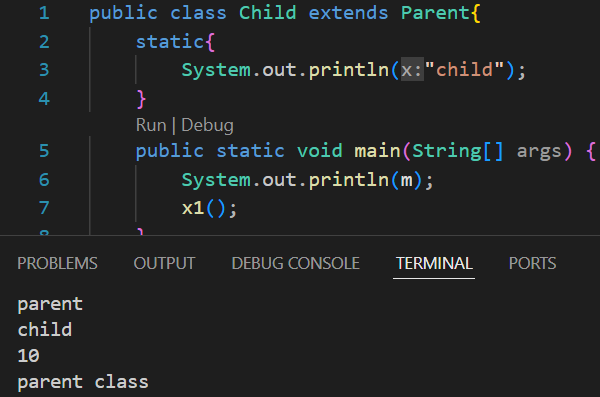 1 public class Child extends Parent{
2 static{
3 System.out.println(x:"child");
4 }
Run | Debug
5 public static void main(String[] args) {
6 System.out.println(m);
7 x1();
8 }
PROBLEMS OUTPUT DEBUG CONSOLE TERMINAL PORTS
parent
child
10
parent class